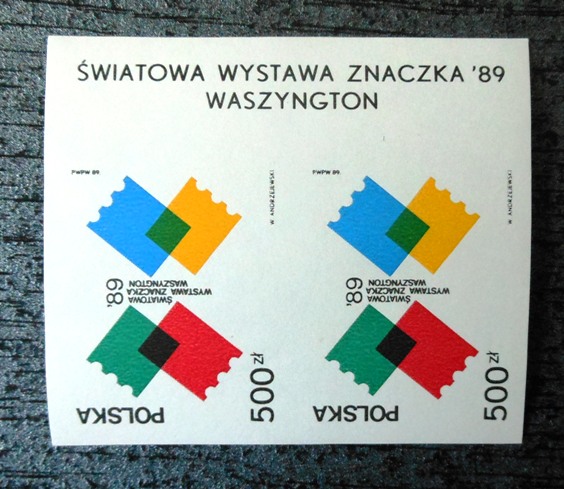 ŚWIATOWA WYSTAWA ZNACZKA '89
WASZYNGTON
PWPW 89
W. ANDRZEJEWSKI
ŚWIATOWA
WYSTAWA ZNACZKA
WASZYNGTON
'89
POLSKA
500 zł
PWPW 89
W. ANDRZEJEWSKI
ŚWIATOWA
WYSTAWA ZNACZKA
WASZYNGTON
'89
POLSKA
500 zł